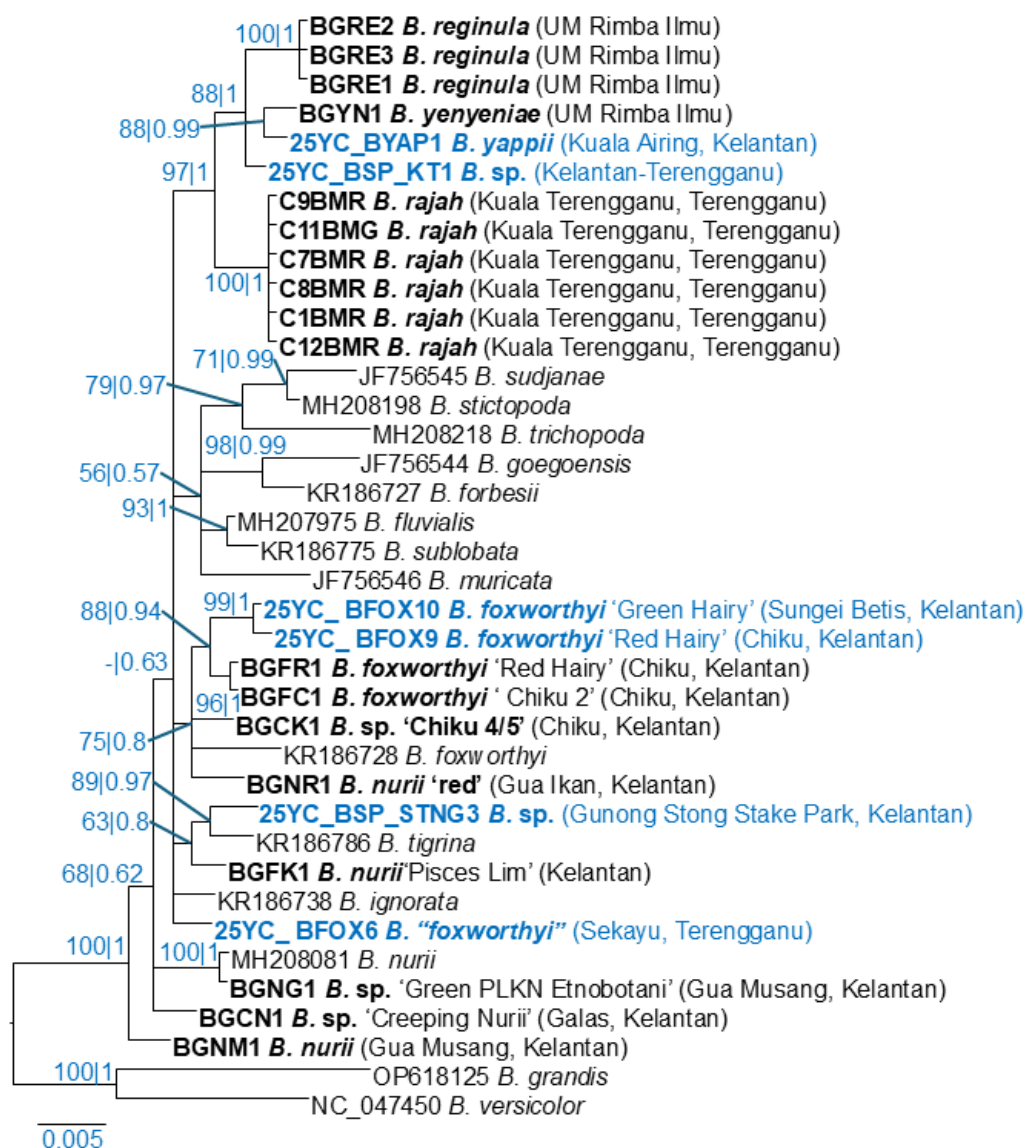 100|1
BGRE2 B. reginula (UM Rimba Ilmu)
BGRE3 B. reginula (UM Rimba Ilmu)
BGRE1 B. reginula (UM Rimba Ilmu)
88|1
BGYN1 B. yenyeniae (UM Rimba Ilmu)
88|0.99
25YC_BYAP1 B. yappii (Kuala Airing, Kelantan)
97|1
25YC_BSP_KT1 B. sp. (Kelantan-Terengganu)
C9BMR B. rajah (Kuala Terengganu, Terengganu)
C11BMG B. rajah (Kuala Terengganu, Terengganu)
C7BMR B. rajah (Kuala Terengganu, Terengganu)
100|1
C8BMR B. rajah (Kuala Terengganu, Terengganu)
C1BMR B. rajah (Kuala Terengganu, Terengganu)
C12BMR B. rajah (Kuala Terengganu, Terengganu)
71|0.99
JF756545 B. sudjanae
79|0.97
MH208198 B. stictopoda
MH208218 B. trichopoda
98|0.99
JF756544 B. goegoensis
56|0.57
KR186727 B. forbesii
93|1
MH207975 B. fluvialis
KR186775 B. sublobata
JF756546 B. muricata
99|1
25YC_ BFOX10 B. foxworthyi ‘Green Hairy’ (Sungei Betis, Kelantan)
88|0.94
25YC_ BFOX9 B. foxworthyi ‘Red Hairy’ (Chiku, Kelantan)
-|0.63
BGFR1 B. foxworthyi ‘Red Hairy’ (Chiku, Kelantan)
BGFC1 B. foxworthyi ‘ Chiku 2’ (Chiku, Kelantan)
96|1
BGCK1 B. sp. ‘Chiku 4/5’ (Chiku, Kelantan)
75|0.8
KR186728 B. foxworthyi
89|0.97
BGNR1 B. nurii ‘red’ (Gua Ikan, Kelantan)
25YC_BSP_STNG3 B. sp. (Gunong Stong Stake Park, Kelantan)
63|0.8
KR186786 B. tigrina
68|0.62
BGFK1 B. nurii‘Pisces Lim’ (Kelantan)
KR186738 B. ignorata
25YC_ BFOX6 B. “foxworthyi” (Sekayu, Terengganu)
100|1
100|1
MH208081 B. nurii
BGNG1 B. sp. ‘Green PLKN Etnobotani’ (Gua Musang, Kelantan)
BGCN1 B. sp. ‘Creeping Nurii’ (Galas, Kelantan)
BGNM1 B. nurii (Gua Musang, Kelantan)
100|1
OP618125 B. grandis
NC_047450 B. versicolor
0.005